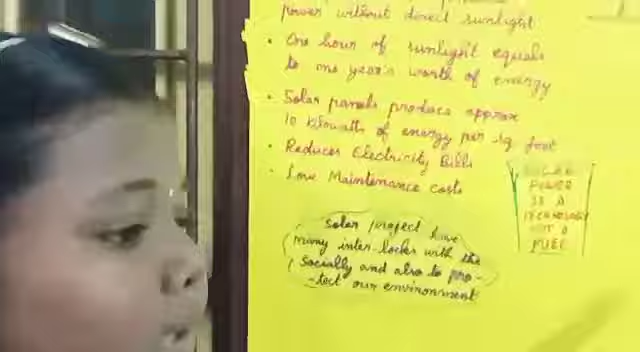 power without direct sunlight
• One hour of sunlight equals
to one year's worth of energy
• Solar panels produce approx
10 kilowatts of energy per sq foot
• Reduces Electricity Bills
• Low Maintenance costs
SOLAR
POWER
IS A
TECHNOLOGY
NOT A
FUEL
Solar project have
many inter-locks with the
socially and also to pro-
-tect our environment